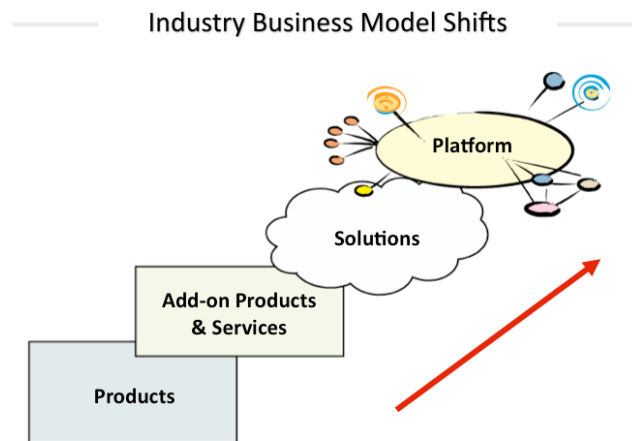 Industry Business Model Shifts
Platform
Solutions
Add-on Products
& Services
Products